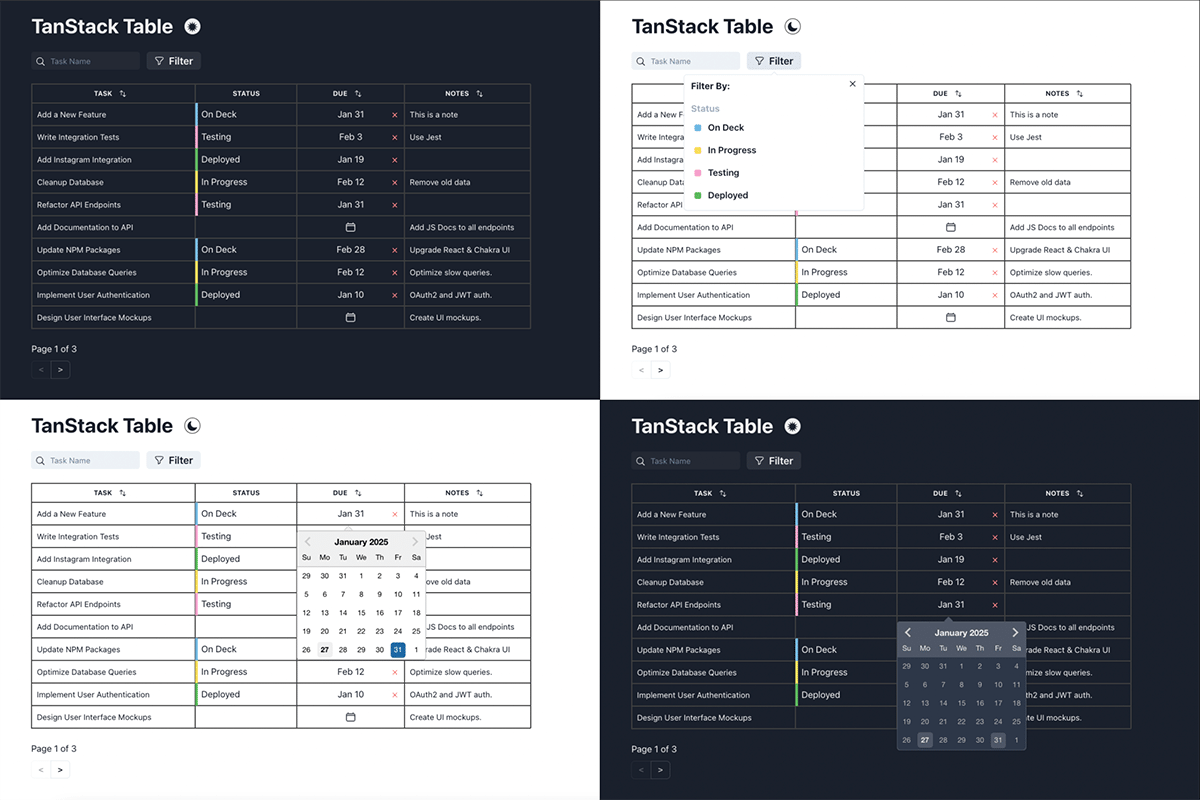 TanStack Table
Task Name Filter
TASK STATUS DUE NOTES
Add a New Feature On Deck Jan 31 × This is a note
Write Integration Tests Testing Feb 3 × Use Jest
Add Instagram Integration Deployed Jan 19 ×
Cleanup Database In Progress Feb 12 × Remove old data
Refactor API Endpoints Testing Jan 31 ×
Add Documentation to API Add JS Docs to all endpoints
Update NPM Packages On Deck Feb 28 × Upgrade React & Chakra UI
Optimize Database Queries In Progress Feb 12 × Optimize slow queries.
Implement User Authentication Deployed Jan 10 × OAuth2 and JWT auth.
Design User Interface Mockups Create UI mockups.
Page 1 of 3
< >
TanStack Table
Task Name Filter
Filter By: ×
Status
On Deck
In Progress
Testing
Deployed
DUE NOTES
Add a New F Jan 31 × This is a note
Write Integra Feb 3 × Use Jest
Add Instagra Jan 19 ×
Cleanup Data Feb 12 × Remove old data
Refactor API Jan 31 ×
Add Documentation to API Add JS Docs to all endpoints
Update NPM Packages On Deck Feb 28 × Upgrade React & Chakra UI
Optimize Database Queries In Progress Feb 12 × Optimize slow queries.
Implement User Authentication Deployed Jan 10 × OAuth2 and JWT auth.
Design User Interface Mockups Create UI mockups.
Page 1 of 3
< >
TanStack Table
Task Name Filter
TASK STATUS DUE NOTES
Add a New Feature On Deck Jan 31 × This is a note
Write Integration Tests Testing Jest
Add Instagram Integration Deployed
Cleanup Database In Progress ove old data
Refactor API Endpoints Testing
Add Documentation to API JS Docs to all endpoints
Update NPM Packages On Deck rade React & Chakra UI
Optimize Database Queries In Progress Feb 12 × Optimize slow queries.
Implement User Authentication Deployed Jan 10 × OAuth2 and JWT auth.
Design User Interface Mockups Create UI mockups.
January 2025
Su Mo Tu We Th Fr Sa
29 30 31 1 2 3 4
5 6 7 8 9 10 11
12 13 14 15 16 17 18
19 20 21 22 23 24 25
26 27 28 29 30 31 1
Page 1 of 3
< >
TanStack Table
Task Name Filter
TASK STATUS DUE NOTES
Add a New Feature On Deck Jan 31 × This is a note
Write Integration Tests Testing Feb 3 × Use Jest
Add Instagram Integration Deployed Jan 19 ×
Cleanup Database In Progress Feb 12 × Remove old data
Refactor API Endpoints Testing Jan 31 ×
Add Documentation to API JS Docs to all endpoints
Update NPM Packages On Deck rade React & Chakra UI
Optimize Database Queries In Progress mize slow queries.
Implement User Authentication Deployed th2 and JWT auth.
Design User Interface Mockups te UI mockups.
January 2025
Su Mo Tu We Th Fr Sa
29 30 31 1 2 3 4
5 6 7 8 9 10 11
12 13 14 15 16 17 18
19 20 21 22 23 24 25
26 27 28 29 30 31 1
Page 1 of 3
< >